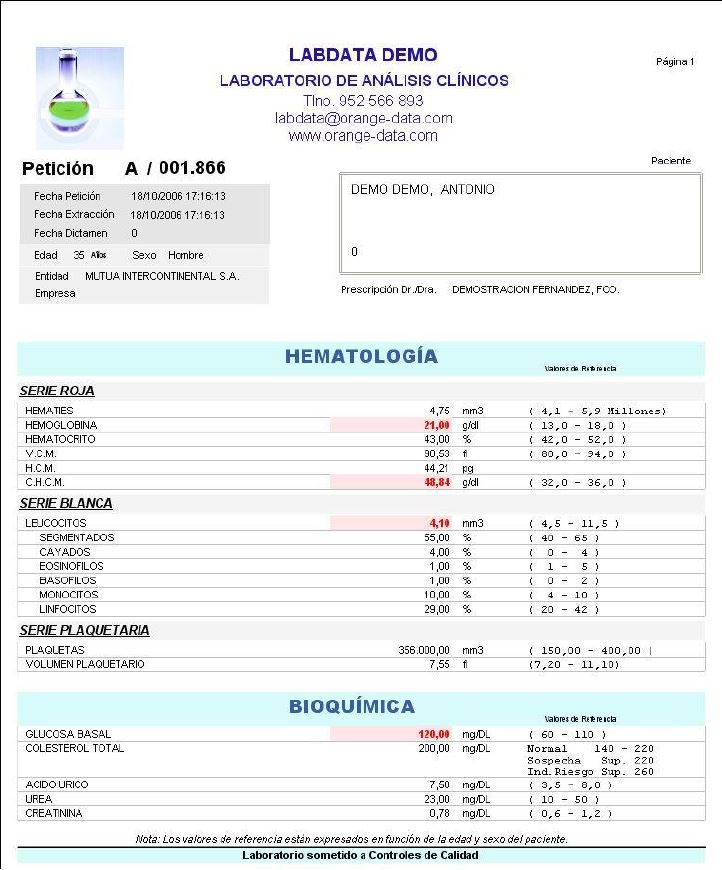 LABDATA DEMO
LABORATORIO DE ANÁLISIS CLÍNICOS
Tlno. 952 566 893
labdata@orange-data.com
www.orange-data.com
Página 1
Petición A / 001.866
Paciente
Fecha Petición 18/10/2006 17:16:13
Fecha Extracción 18/10/2006 17:16:13
Fecha Dictamen 0
Edad 35 Años Sexo Hombre
Entidad MUTUA INTERCONTINENTAL S.A.
Empresa
DEMO DEMO, ANTONIO
0
Prescripción Dr./Dra. DEMOSTRACION FERNANDEZ, FCO.
HEMATOLOGÍA
Valores de Referencia
SERIE ROJA
HEMATIES 4,75 mm3 ( 4,1 - 5,9 Millones)
HEMOGLOBINA 21,00 g/dl ( 13,0 - 18,0 )
HEMATOCRITO 43,00 % ( 42,0 - 52,0 )
V.C.M. 90,53 fl ( 80,0 - 94,0 )
H.C.M. 44,21 pg
C.H.C.M. 48,84 g/dl ( 32,0 - 36,0 )
SERIE BLANCA
LEUCOCITOS 4,10 mm3 ( 4,5 - 11,5 )
SEGMENTADOS 55,00 % ( 40 - 65 )
CAYADOS 4,00 % ( 0 - 4 )
EOSINOFILOS 1,00 % ( 1 - 5 )
BASOFILOS 1,00 % ( 0 - 2 )
MONOCITOS 10,00 % ( 4 - 10 )
LINFOCITOS 29,00 % ( 20 - 42 )
SERIE PLAQUETARIA
PLAQUETAS 356.000,00 mm3 ( 150,00 - 400,00 )
VOLUMEN PLAQUETARIO 7,55 fl (7,20 - 11,10)
BIOQUÍMICA
Valores de Referencia
GLUCOSA BASAL 120,00 mg/DL ( 60 - 110 )
COLESTEROL TOTAL 200,00 mg/DL Normal 140 - 220
Sospecha Sup. 220
Ind.Riesgo Sup. 260
ACIDO URICO 7,50 mg/DL ( 3,5 - 8,0 )
UREA 23,00 mg/DL ( 10 - 50 )
CREATININA 0,78 mg/DL ( 0,6 - 1,2 )
Nota: Los valores de referencia están expresados en función de la edad y sexo del paciente.
Laboratorio sometido a Controles de Calidad